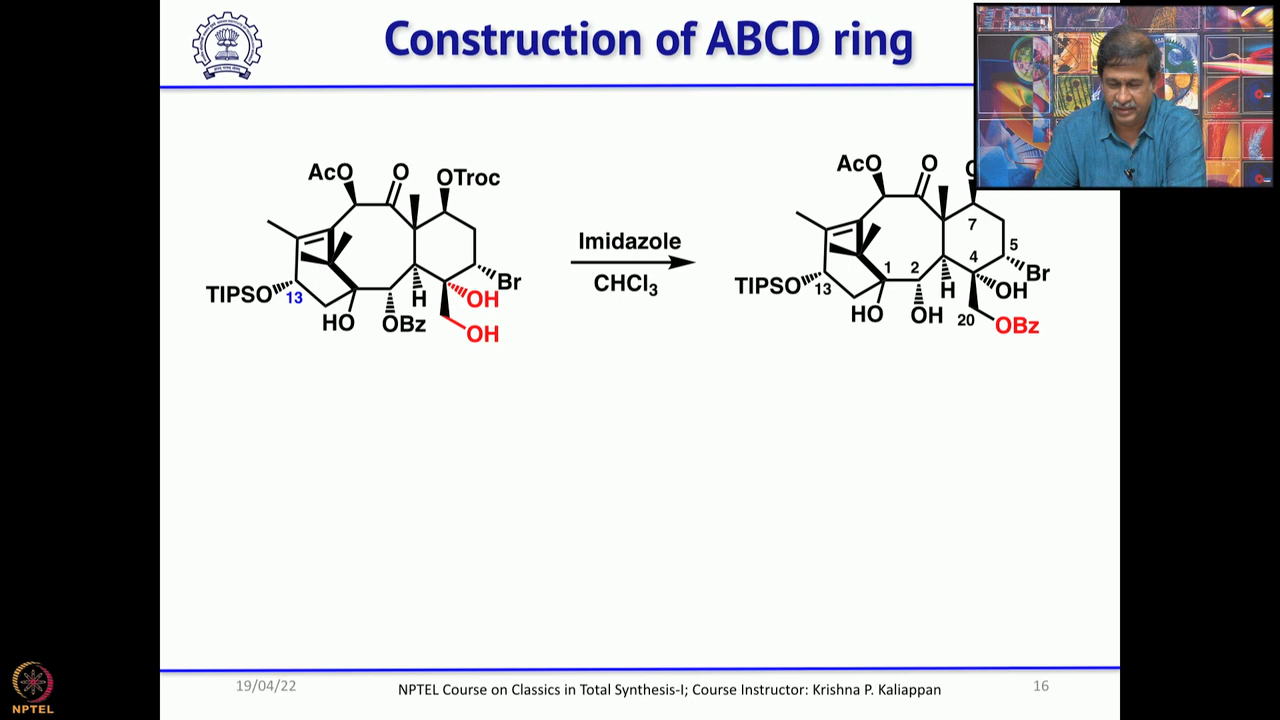 Construction of ABCD ring
AcO O OTroc
Br
TIPSO 13 H OH
HO OBz OH
Imidazole
CHCl3
AcO O
7
5
4
1 2 Br
TIPSO 13 H OH
HO OH 20 OBz
19/04/22
NPTEL Course on Classics in Total Synthesis-I; Course Instructor: Krishna P. Kaliappan
16
NPTEL